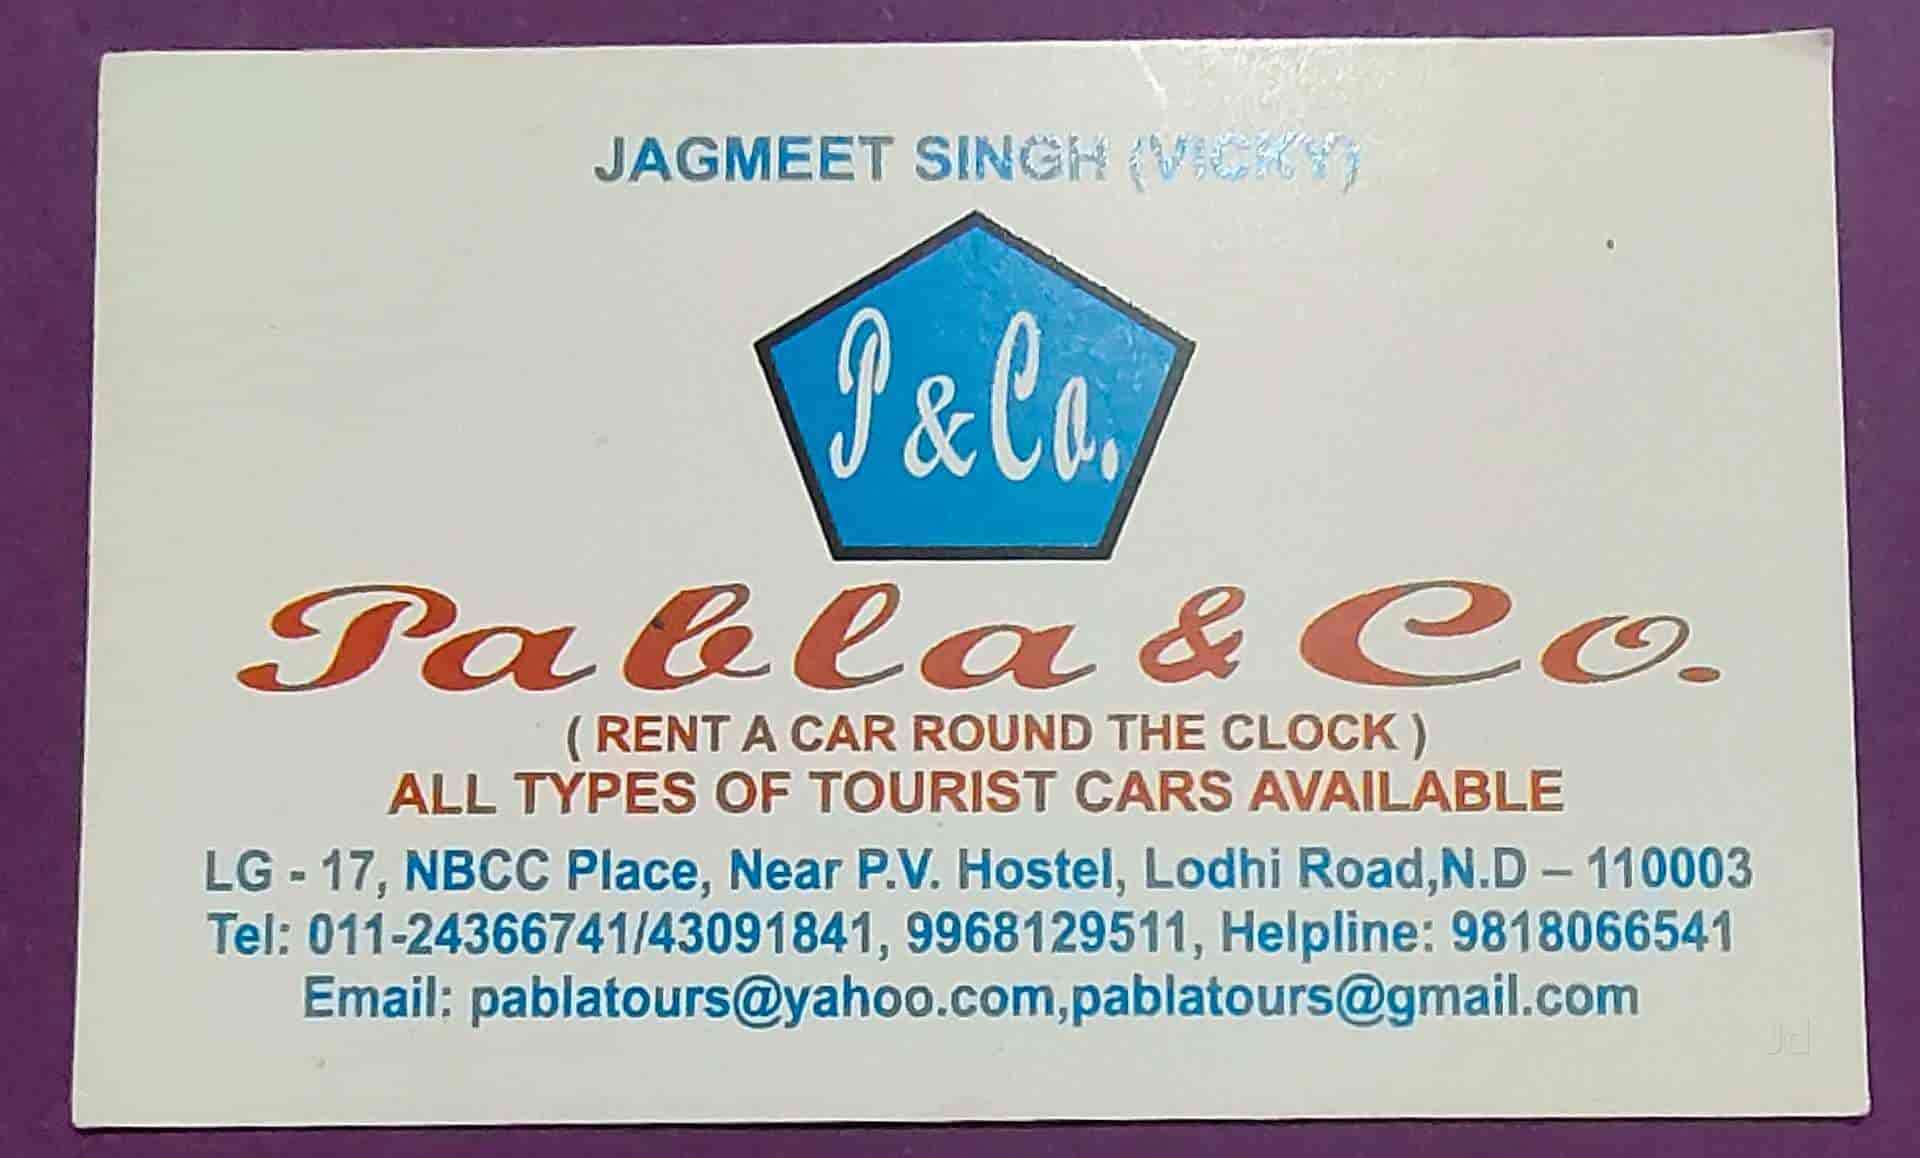 JAGMEET SINGH (VICKY)
P & Co.
Pabla & Co.
( RENT A CAR ROUND THE CLOCK )
ALL TYPES OF TOURIST CARS AVAILABLE
LG - 17, NBCC Place, Near P.V. Hostel, Lodhi Road,N.D – 110003
Tel: 011-24366741/43091841, 9968129511, Helpline: 9818066541
Email: pablatours@yahoo.com,pablatours@gmail.com
Jd